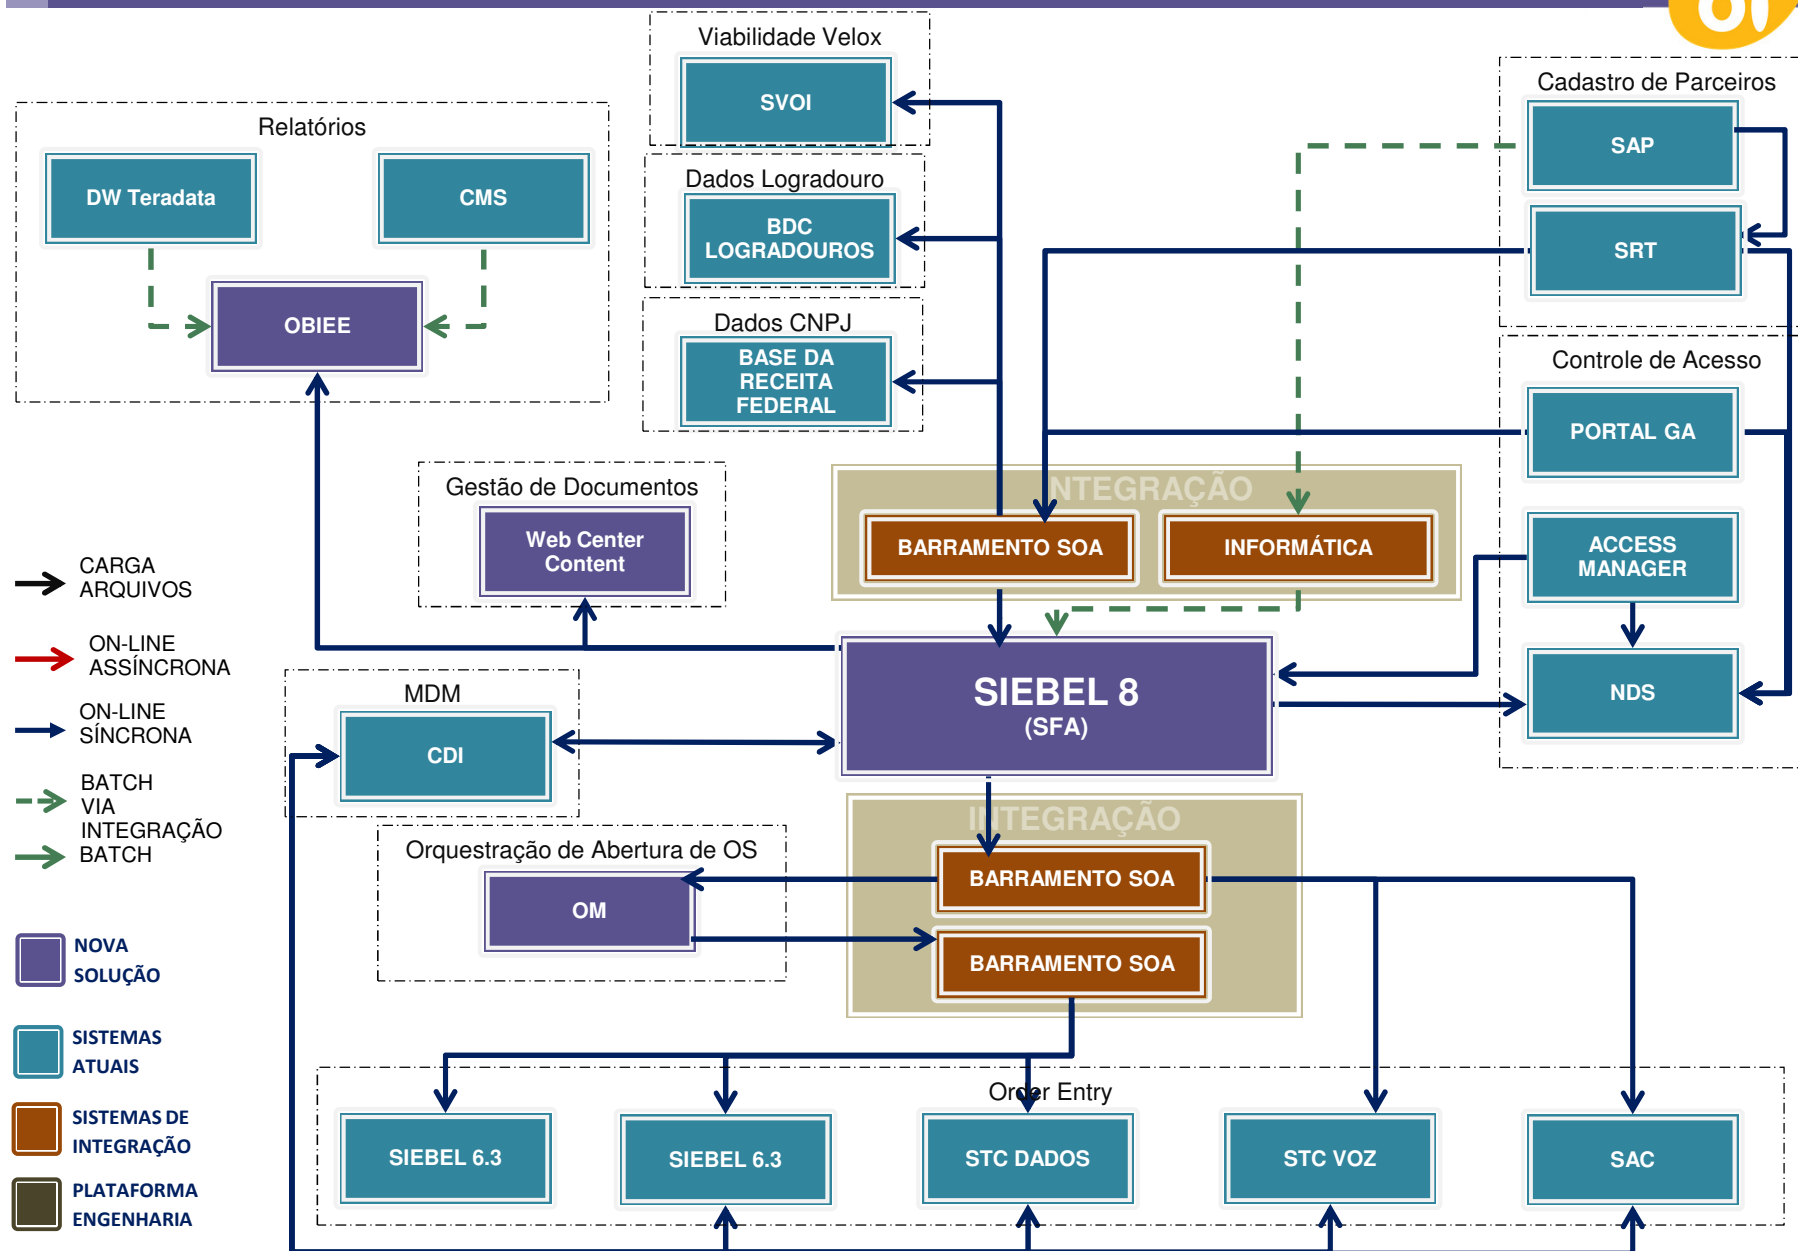 oi
Viabilidade Velox
SVOI
Cadastro de Parceiros
SAP
SRT
Relatórios
DW Teradata
CMS
OBIEE
Dados Logradouro
BDC
LOGRADOUROS
Dados CNPJ
BASE DA
RECEITA
FEDERAL
Controle de Acesso
PORTAL GA
ACCESS
MANAGER
NDS
Gestão de Documentos
Web Center
Content
INTEGRAÇÃO
BARRAMENTO SOA
INFORMÁTICA
CARGA
ARQUIVOS
ON-LINE
ASSÍNCRONA
ON-LINE
SÍNCRONA
BATCH
VIA
INTEGRAÇÃO
BATCH
SIEBEL 8
(SFA)
MDM
CDI
INTEGRAÇÃO
Orquestração de Abertura de OS
OM
BARRAMENTO SOA
BARRAMENTO SOA
NOVA
SOLUÇÃO
SISTEMAS
ATUAIS
SISTEMAS DE
INTEGRAÇÃO
PLATAFORMA
ENGENHARIA
Order Entry
SIEBEL 6.3
SIEBEL 6.3
STC DADOS
STC VOZ
SAC